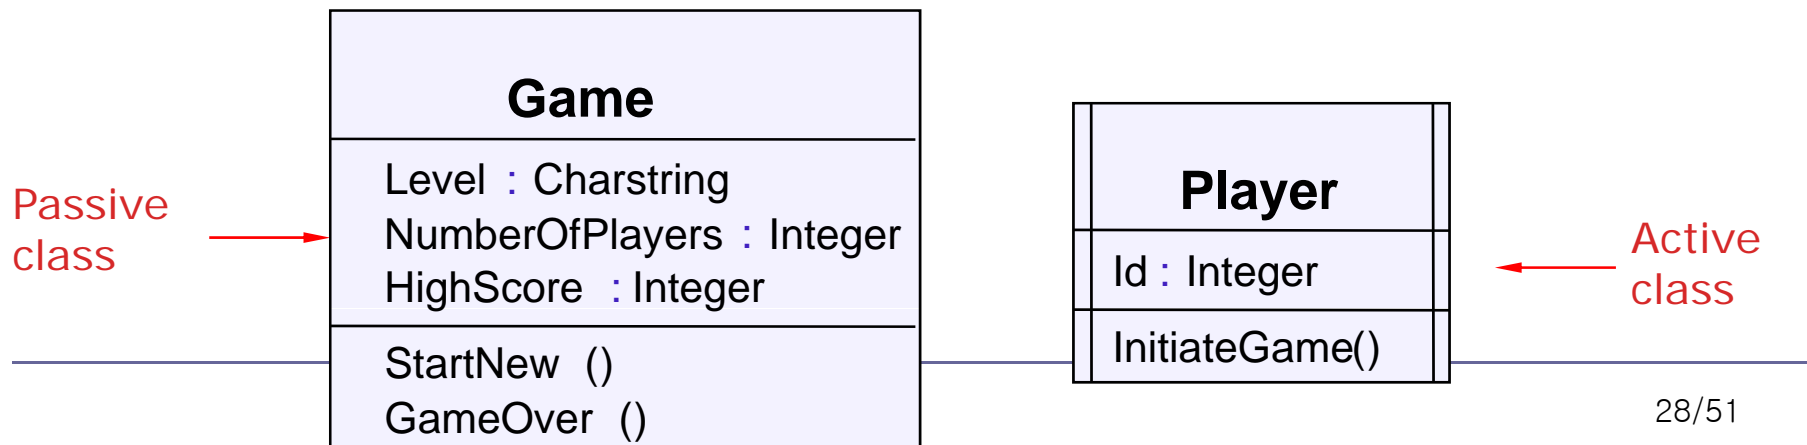 Passive
class
Game
Level : Charstring
NumberOfPlayers : Integer
HighScore : Integer
StartNew ()
GameOver ()
Player
Id : Integer
InitiateGame()
Active
class
28/51